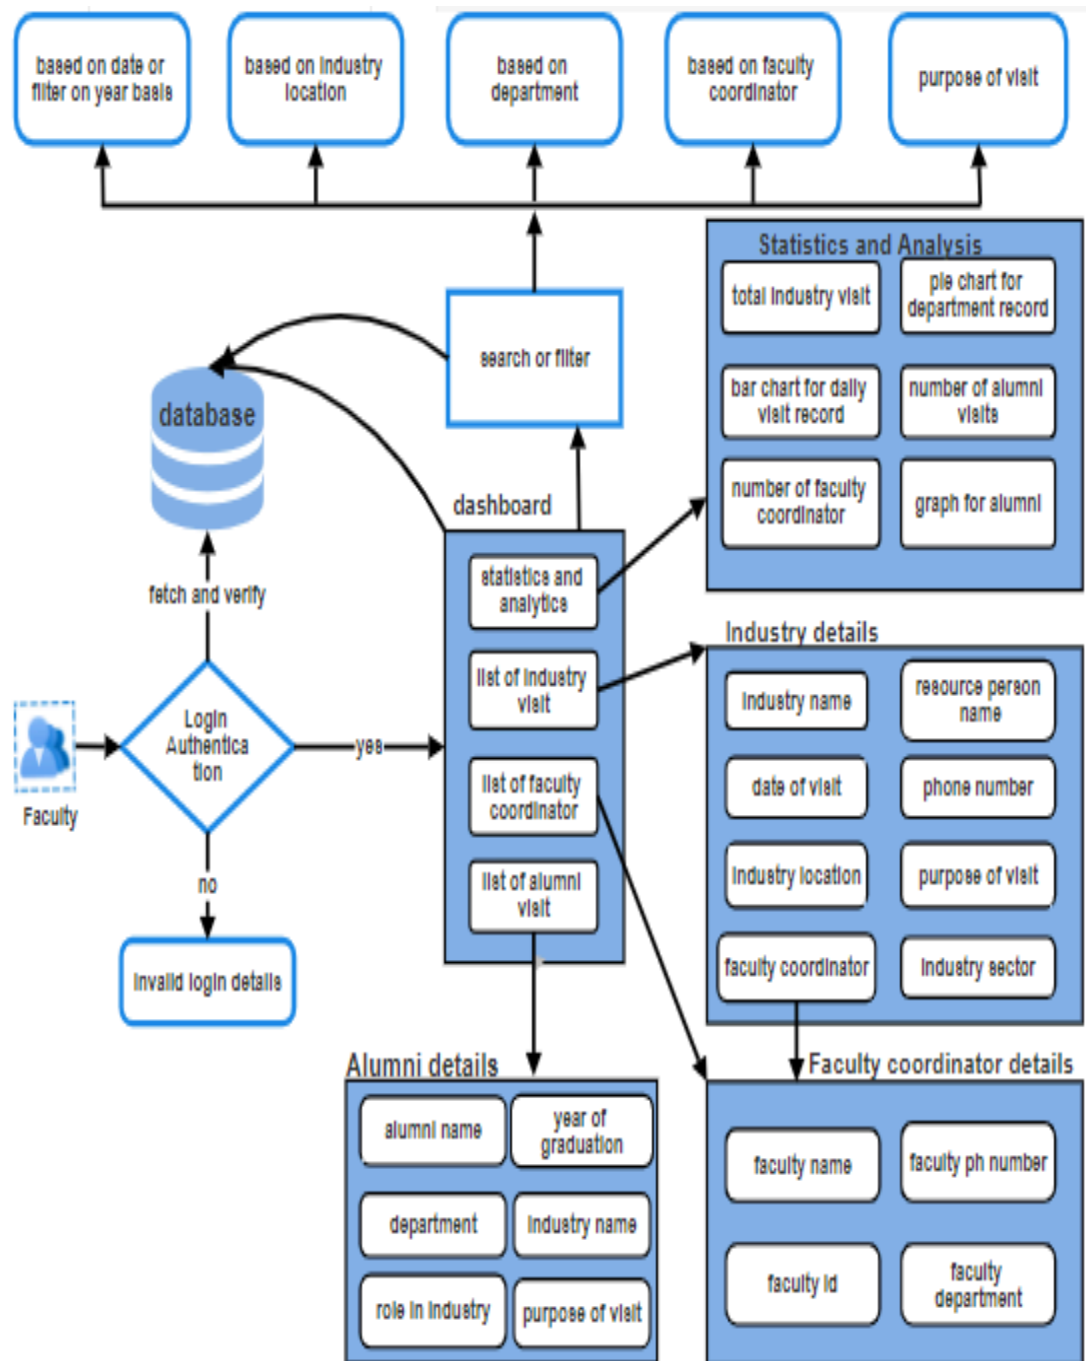 based on date or
filter on year basis
based on industry
location
based on
department
based on faculty
coordinator
purpose of visit
Statistics and Analysis
total industry visit
pie chart for
department record
bar chart for daily
visit record
number of alumni
visits
number of faculty
coordinator
graph for alumni
search or filter
database
fetch and verify
dashboard
statistics and
analytics
list of industry
visit
list of faculty
coordinator
list of alumni
visit
Faculty
Login
Authentica
tion
yes
no
invalid login details
Industry details
industry name
resource person
name
date of visit
phone number
industry location
purpose of visit
faculty coordinator
industry sector
Alumni details
alumni name
year of
graduation
department
industry name
role in industry
purpose of visit
Faculty coordinator details
faculty name
faculty ph number
faculty id
faculty
department